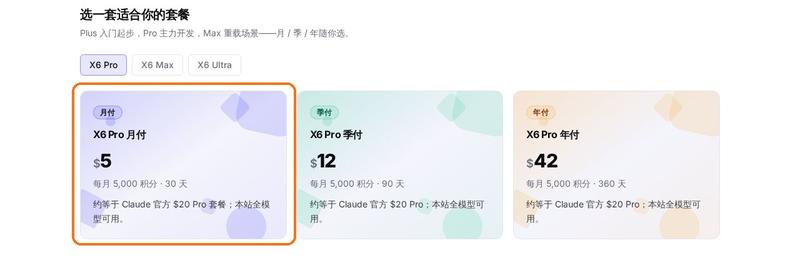 选一套适合你的套餐
Plus 入门起步，Pro 主力开发，Max 重载场景——月 / 季 / 年随你选。
X6 Pro
X6 Max
X6 Ultra
月付
X6 Pro 月付
$5
每月 5,000 积分 · 30 天
约等于 Claude 官方 $20 Pro 套餐；本站全模
型可用。
季付
X6 Pro 季付
$12
每月 5,000 积分 · 90 天
约等于 Claude 官方 $20 Pro；本站全模型可
用。
年付
X6 Pro 年付
$42
每月 5,000 积分 · 360 天
约等于 Claude 官方 $20 Pro；本站全模型可
用。